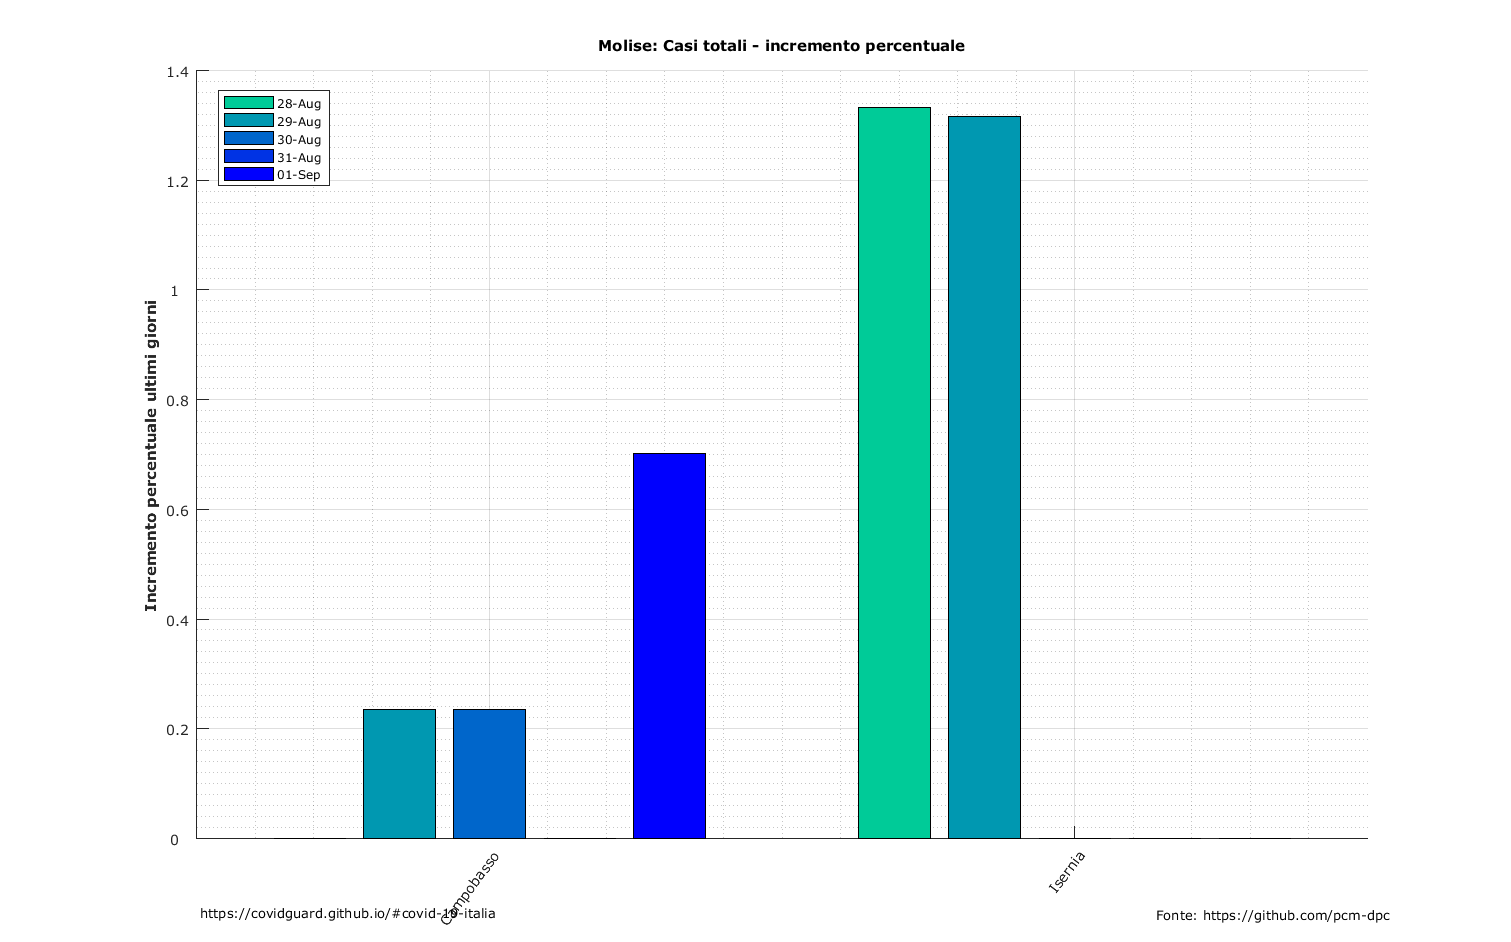 Molise: Casi totali - incremento percentuale
1.4
1.2
1
0.8
0.6
0.4
0.2
0
28-Aug
29-Aug
30-Aug
31-Aug
01-Sep
Incremento percentuale ultimi giorni
Campobasso
Isernia
https://covidguard.github.io/#covid-19-italia
Fonte: https://github.com/pcm-dpc